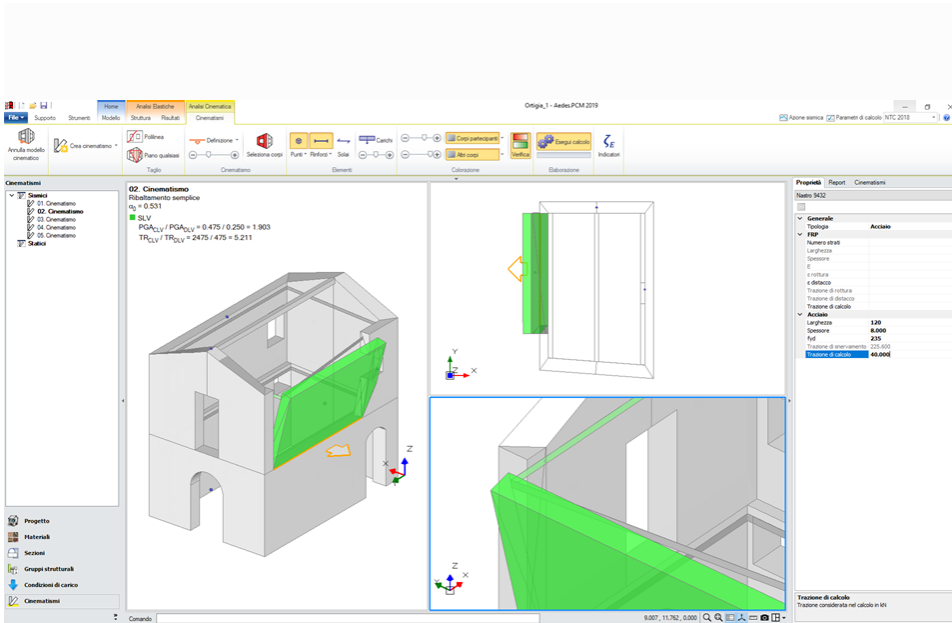 Ortigia_1 - Aedes.PCM 2019
Home Analisi Elastiche Analisi Cinematica
File Supporto Strumenti Modello Struttura Risultati Cinematismi
Azione sismica Parametri di calcolo NTC 2018
Annulla modello cinematico
Crea cinematismo
Polilinea
Piano qualsiasi
Taglio
Definizione
Cinematismo
Seleziona corpi
Punti Rinforzi Solai
Carichi
Elementi
Corpi partecipanti
Altri corpi
Colorazione
Verifica
Esegui calcolo
Elaborazione
Indicatori
Cinematismi
Sismici
01. Cinematismo
02. Cinematismo
03. Cinematismo
04. Cinematismo
05. Cinematismo
Statici
Progetto
Materiali
Sezioni
Gruppi strutturali
Condizioni di carico
Cinematismi
02. Cinematismo
Ribaltamento semplice
α0 = 0.531
SLV
PGACLV / PGADLV = 0.475 / 0.250 = 1.903
TRCLV / TRDLV = 2475 / 475 = 5.211
X Y Z
Y Z X
Z X Y
Proprietà Report Cinematismi
Nastro 9432
Generale
Tipologia Acciaio
FRP
Numero strati
Larghezza
Spessore
E
ε rottura
ε distacco
Trazione di rottura
Trazione di distacco
Trazione di calcolo
Acciaio
Larghezza 120
Spessore 8.000
fyd 235
Trazione di snervamento 225.600
Trazione di calcolo 40.000
Trazione di calcolo
Trazione considerata nel calcolo in kN
Comando
9.007, 11.762, 0.000